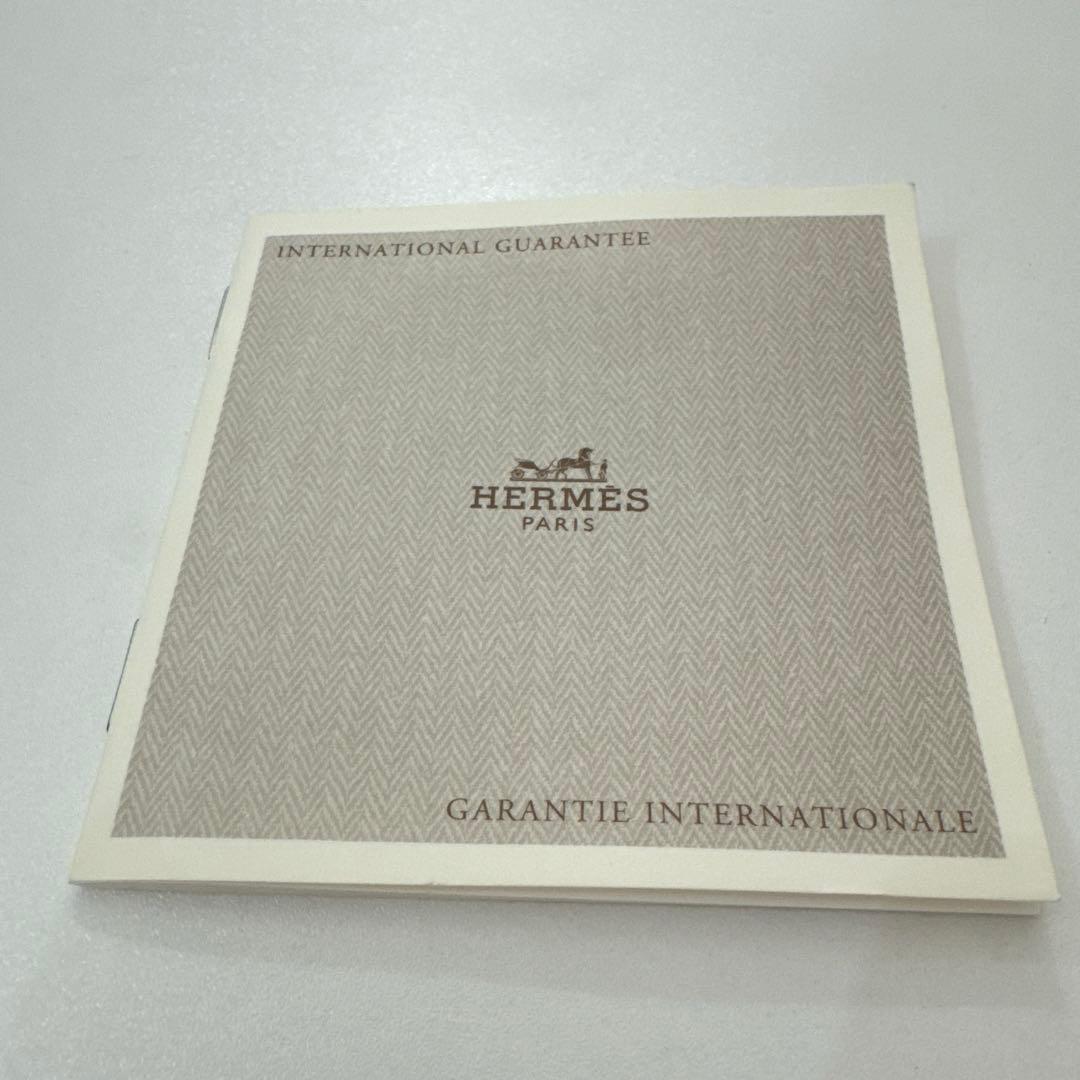 INTERNATIONAL GUARANTEE
HERMÈS
PARIS
GARANTIE INTERNATIONALE